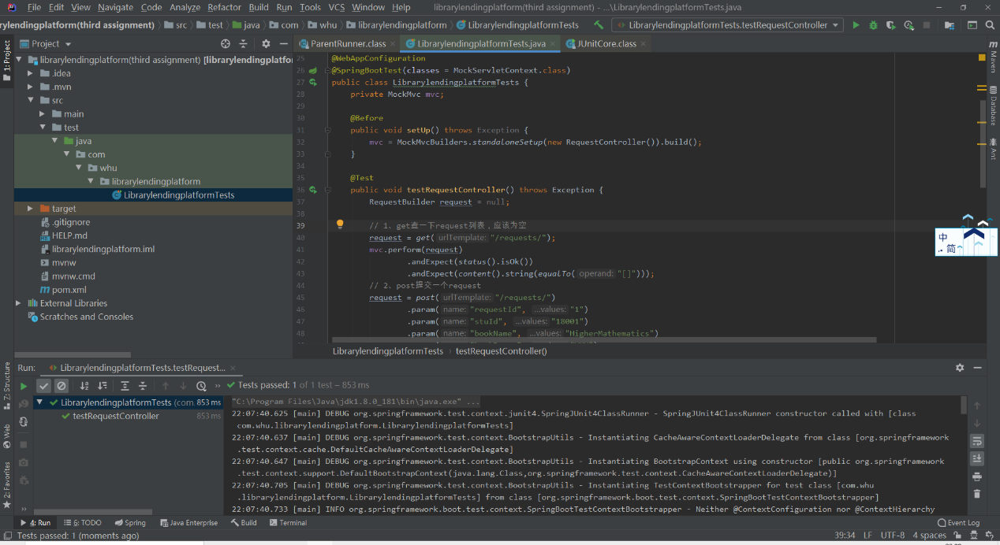 File Edit View Navigate Code Analyze Refactor Build Run Tools VCS Window Help librarylendingplatform(third assignment) - ...\LibrarylendingplatformTests.java
rarylendingplatform(third assignment) src test java com whu librarylendingplatform LibrarylendingplatformTests LibrarylendingplatformTests.testRequestController
Project ParentRunner.class LibrarylendingplatformTests.java JUnitCore.class
1: Project
librarylendingplatform(third assignment) [librarylendingplatfo
.idea
.mvn
src
main
test
java
com
whu
librarylendingplatform
LibrarylendingplatformTests
target
.gitignore
HELP.md
librarylendingplatform.iml
mvnw
mvnw.cmd
pom.xml
External Libraries
Scratches and Consoles
25 @WebAppConfiguration
26 @SpringBootTest(classes = MockServletContext.class)
27 public class LibrarylendingplatformTests {
28 private MockMvc mvc;
29
30 @Before
31 public void setUp() throws Exception {
32 mvc = MockMvcBuilders.standaloneSetup(new RequestController()).build();
33 }
34
35 @Test
36 public void testRequestController() throws Exception {
37 RequestBuilder request = null;
38
39 // 1、get查一下request列表，应该为空
40 request = get( urlTemplate: "/requests/");
41 mvc.perform(request)
42 .andExpect(status().isOk())
43 .andExpect(content().string(equalTo( operand: "[]")));
44 // 2、post提交一个request
45 request = post( urlTemplate: "/requests/")
46 .param( name: "requestId", ...values: "1")
47 .param( name: "stuId", ...values: "18001")
48 .param( name: "bookName", ...values: "HigherMathematics")
LibrarylendingplatformTests › testRequestController()
Maven
Database
Ant
中
简
Run: LibrarylendingplatformTests.testRequest...
Tests passed: 1 of 1 test – 853 ms
LibrarylendingplatformTests (com. 853 ms
testRequestController 853 ms
"C:\Program Files\Java\jdk1.8.0_181\bin\java.exe" ...
22:07:40.625 [main] DEBUG org.springframework.test.context.junit4.SpringJUnit4ClassRunner - SpringJUnit4ClassRunner constructor called with [class
com.whu.librarylendingplatform.LibrarylendingplatformTests]
22:07:40.637 [main] DEBUG org.springframework.test.context.BootstrapUtils - Instantiating CacheAwareContextLoaderDelegate from class [org.springframework
.test.context.cache.DefaultCacheAwareContextLoaderDelegate]
22:07:40.647 [main] DEBUG org.springframework.test.context.BootstrapUtils - Instantiating BootstrapContext using constructor [public org.springframework
.test.context.support.DefaultBootstrapContext(java.lang.Class,org.springframework.test.context.CacheAwareContextLoaderDelegate)]
22:07:40.705 [main] DEBUG org.springframework.test.context.BootstrapUtils - Instantiating TestContextBootstrapper for test class [com.whu
.librarylendingplatform.LibrarylendingplatformTests] from class [org.springframework.boot.test.context.SpringBootTestContextBootstrapper]
22:07:40.733 [main] INFO org.springframework.boot.test.context.SpringBootTestContextBootstrapper - Neither @ContextConfiguration nor @ContextHierarchy
Z: Structure
Web
2: Favorites
4: Run 6: TODO Spring Java Enterprise Build Terminal Event Log
Tests passed: 1 (moments ago) 39:34 LF UTF-8 4 spaces